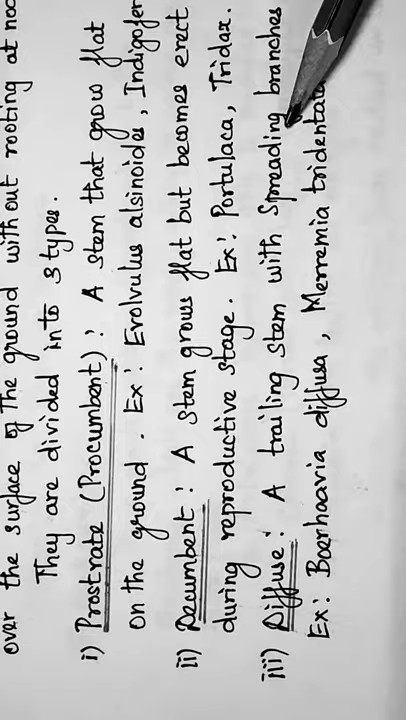 over the surface of the ground without rooting at no
They are divided into 3 types.
i) Prostrate (Procumbent) : A stem that grow flat
on the ground. Ex: Evolvulus alsinoides, Indigofer
ii) Decumbent : A stem grows flat but becomes erect
during reproductive stage. Ex: Portulaca, Tridax.
iii) Diffuse : A trailing stem with Spreading branches
Ex: Boerhaavia diffusa, Merremia tridentata